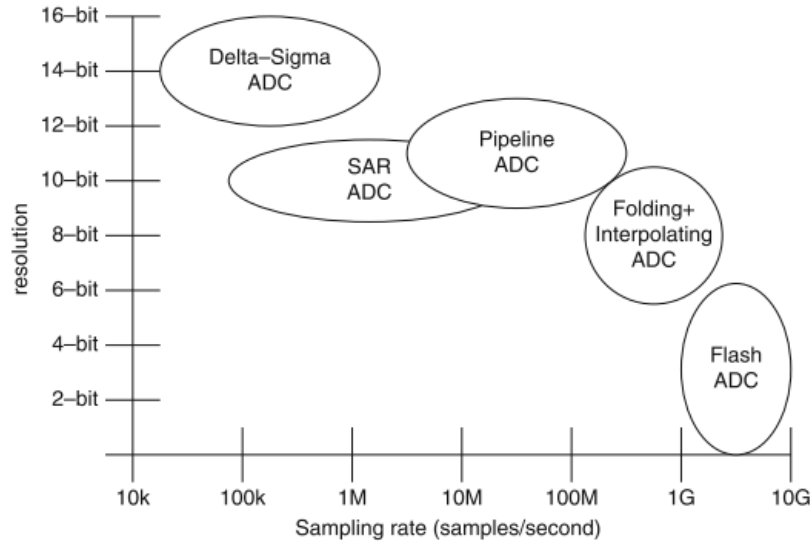 16–bit
Delta–Sigma
ADC
14–bit
12–bit
Pipeline
ADC
SAR
ADC
10–bit
Folding+
Interpolating
ADC
8–bit
resolution
6–bit
4–bit
Flash
ADC
2–bit
10k 100k 1M 10M 100M 1G 10G
Sampling rate (samples/second)